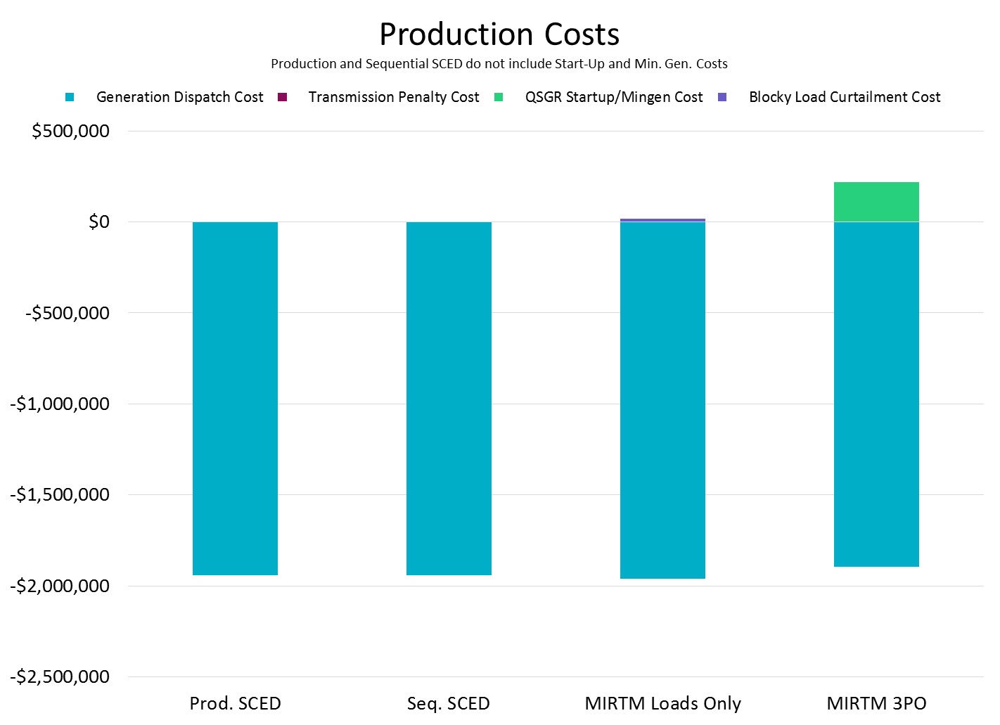 Production Costs
Production and Sequential SCED do not include Start-Up and Min. Gen. Costs
Generation Dispatch Cost Transmission Penalty Cost QSGR Startup/Mingen Cost Blocky Load Curtailment Cost
$500,000
$0
-$500,000
-$1,000,000
-$1,500,000
-$2,000,000
-$2,500,000
Prod. SCED Seq. SCED MIRTM Loads Only MIRTM 3PO